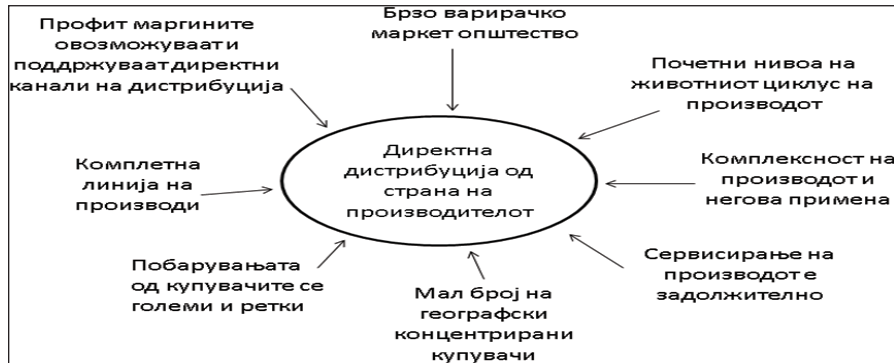 Профит маргините
овозможуваат и
поддржуваат директни
канали на дистрибуција
Брзо варирачко
маркет општество
Почетни нивоа на
животниот циклус на
производот
Комплетна
линија на
производи
Директна
дистрибуција од
страна на
производителот
Комплексност на
производот и
негова примена
Побарувањата
од купувачите се
големи и ретки
Мал број на
географски
концентрирани
купувачи
Сервисирање на
производот е
задолжително